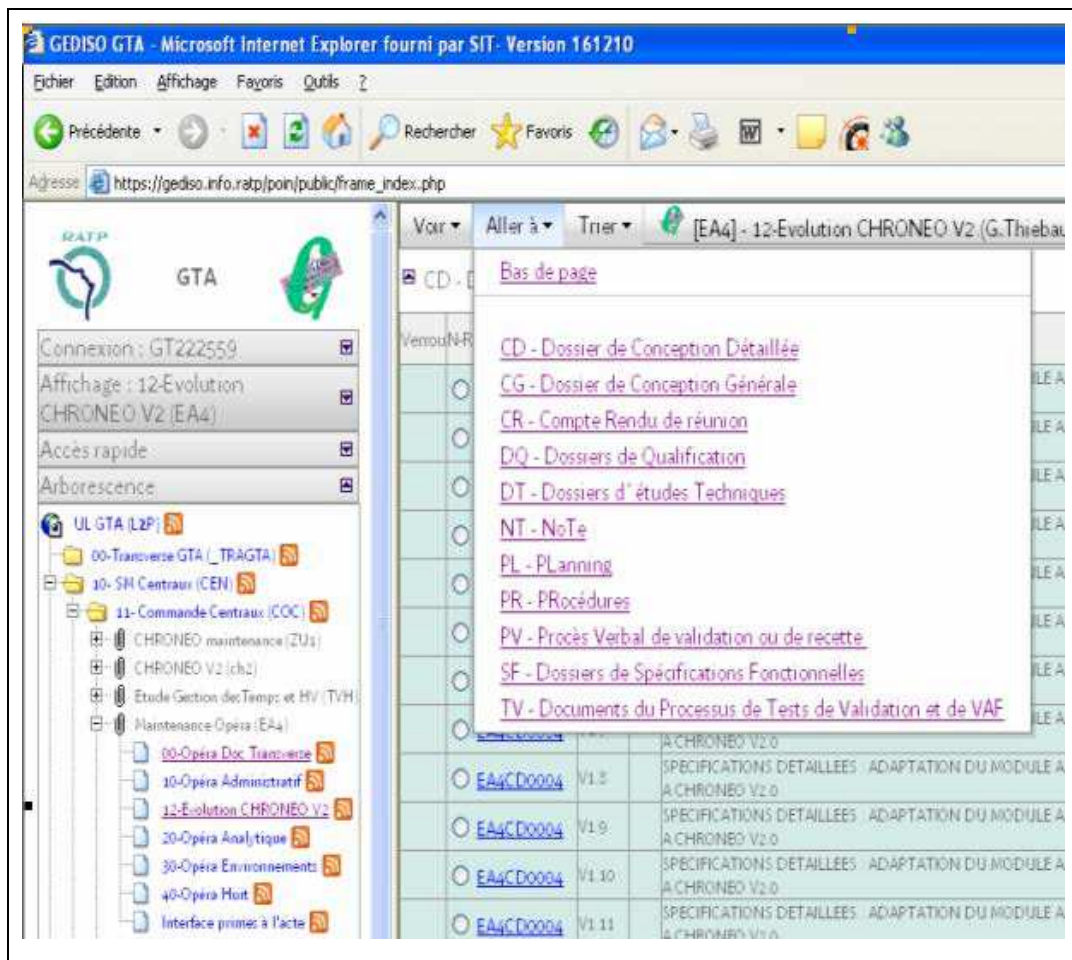 GEDISO GTA - Microsoft Internet Explorer fourni par SIT- Version 161210
Fichier Edition Affichage Favoris Outils ?
Précédente Rechercher Favoris
Adresse https://gediso.info.ratp/poin/public/frame_index.php
RATP
GTA
Connexion : GT222559
Affichage : 12-Evolution
CHRONEO V2 (EA4)
Accès rapide
Arborescence
UL GTA (L2P)
00-Transverse GTA (_TRAGTA)
10- SM Centraux (CEN)
11- Commande Centraux (COC)
CHRONEO maintenance (ZU1)
CHRONEO V2 (ch2)
Etude Gestion des Temps et HV (TVH)
Maintenance Opéra (EA4)
00-Opéra Doc Transverse
10-Opéra Administratif
12-Evolution CHRONEO V2
20-Opéra Analytique
30-Opéra Environnements
40-Opéra Host
Interface primes à l'acte
Voir Aller à Trier [EA4] - 12-Evolution CHRONEO V2 (G.Thiebau
CD - D
Verrou N-R
Bas de page
CD - Dossier de Conception Détaillée
CG - Dossier de Conception Générale
CR - Compte Rendu de réunion
DQ - Dossiers de Qualification
DT - Dossiers d'études Techniques
NT - NoTe
PL - PLanning
PR - PRocédures
PV - Procès Verbal de validation ou de recette
SF - Dossiers de Spécifications Fonctionnelles
TV - Documents du Processus de Tests de Validation et de VAF
A CHRONEO V2.0
EA4CD0004 V1.8 SPECIFICATIONS DETAILLEES ADAPTATION DU MODULE A
A CHRONEO V2.0
EA4CD0004 V1.9 SPECIFICATIONS DETAILLEES ADAPTATION DU MODULE A
A CHRONEO V2.0
EA4CD0004 V1.10 SPECIFICATIONS DETAILLEES ADAPTATION DU MODULE A
A CHRONEO V2.0
EA4CD0004 V1.11 SPECIFICATIONS DETAILLEES ADAPTATION DU MODULE A
A CHRONEO V2.0